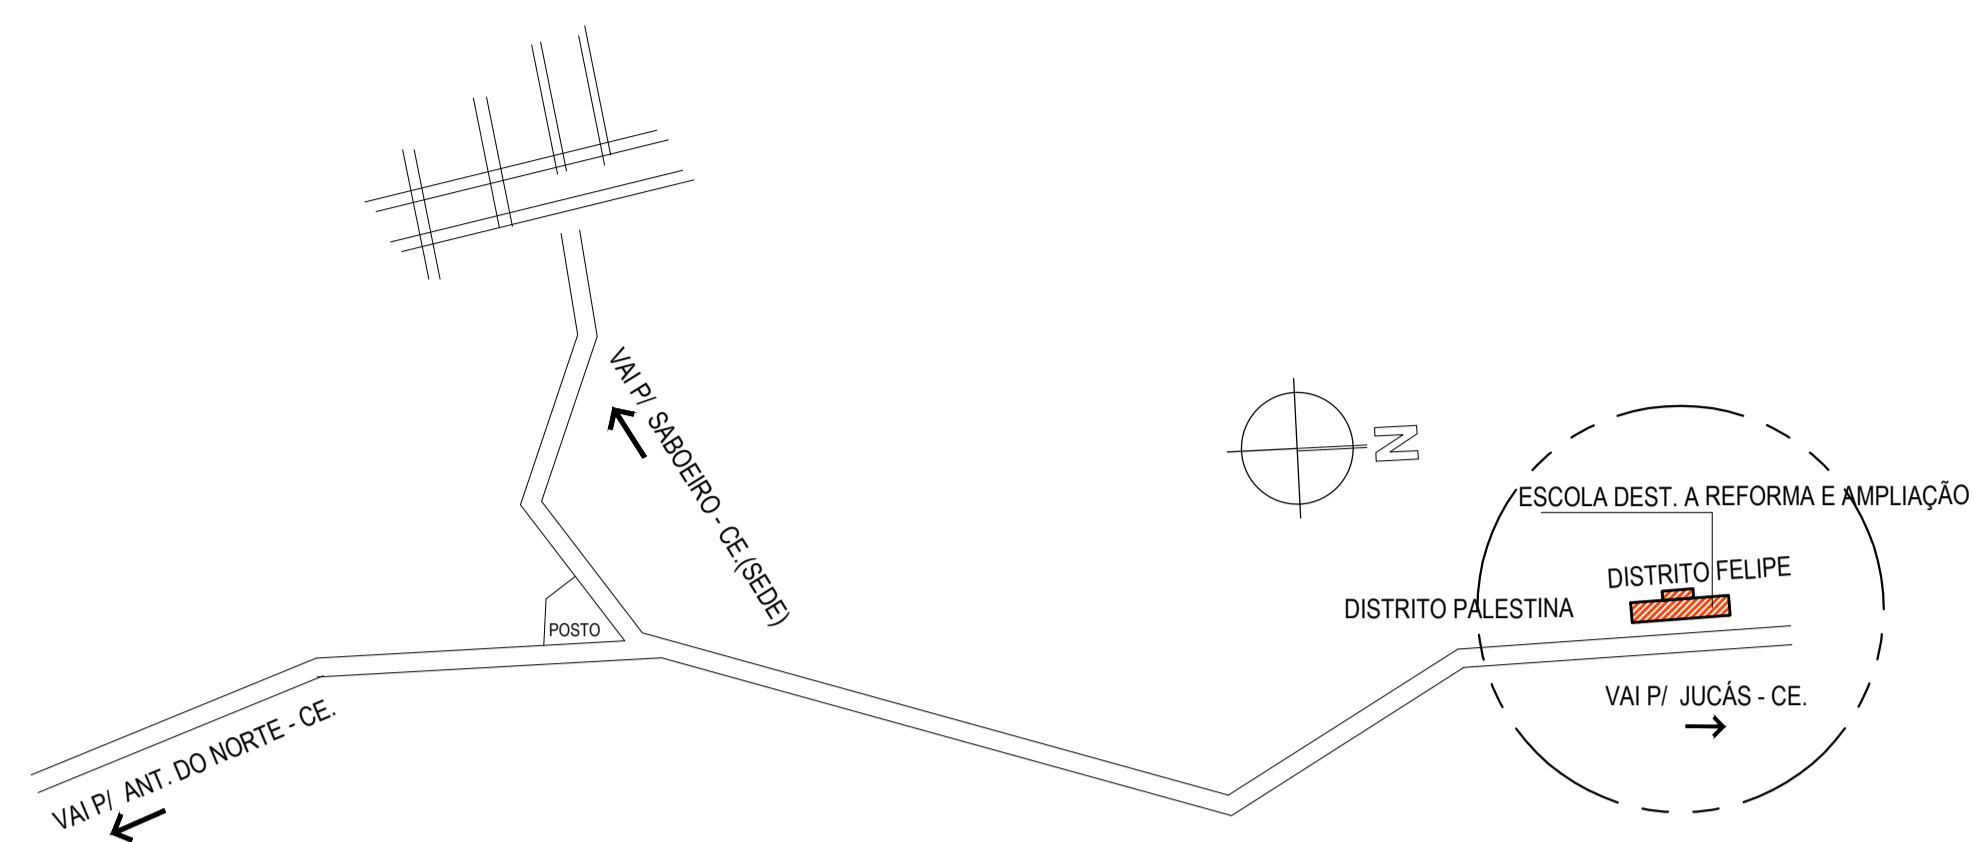 VAI P/ SABOEIRO - CE.(SEDE)
N
ESCOLA DEST. A REFORMA E AMPLIAÇÃO
DISTRITO FELIPE
DISTRITO PALESTINA
POSTO
VAI P/ JUCÁS - CE.
VAI P/ ANT. DO NORTE - CE.